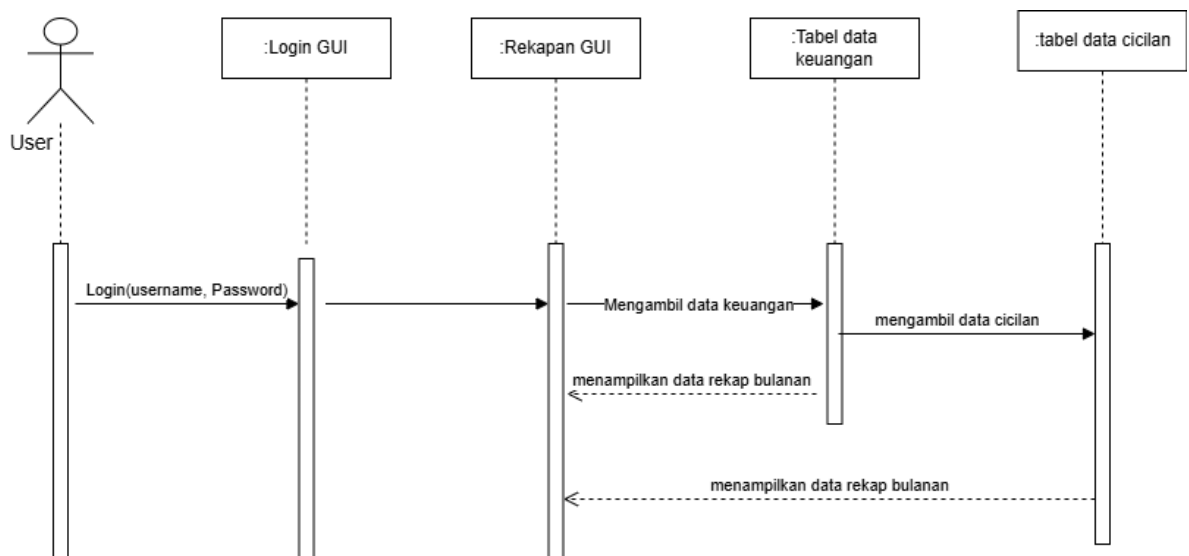 :Login GUI
:Rekapan GUI
:Tabel data
keuangan
:tabel data cicilan
User
Login(username, Password)
Mengambil data keuangan
mengambil data cicilan
menampilkan data rekap bulanan
menampilkan data rekap bulanan